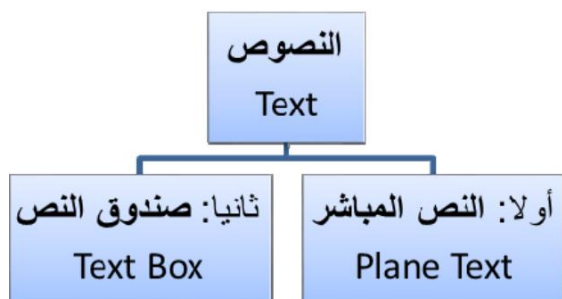 النصوص
Text
أولا: النص المباشر
Plane Text
ثانيا: صندوق النص
Text Box